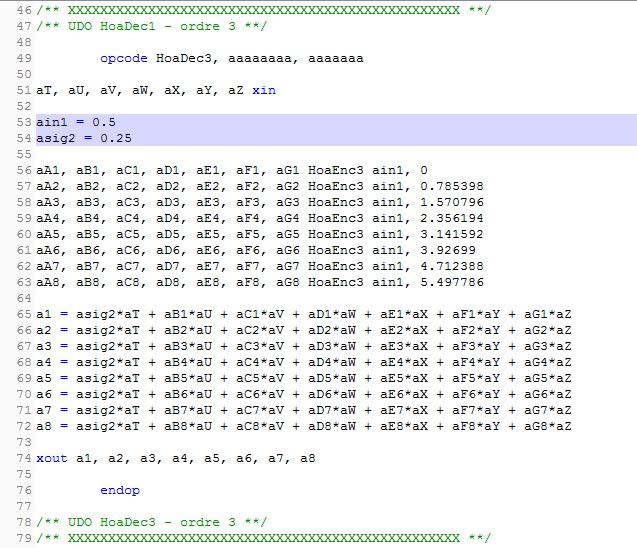 46 /** XXXXXXXXXXXXXXXXXXXXXXXXXXXXXXXXXXXXXXXXXXXXXXXXX **/
47 /** UDO HoaDec1 - ordre 3 **/
48
49 opcode HoaDec3, aaaaaaaa, aaaaaaa
50
51 aT, aU, aV, aW, aX, aY, aZ xin
52
53 ain1 = 0.5
54 asig2 = 0.25
55
56 aA1, aB1, aC1, aD1, aE1, aF1, aG1 HoaEnc3 ain1, 0
57 aA2, aB2, aC2, aD2, aE2, aF2, aG2 HoaEnc3 ain1, 0.785398
58 aA3, aB3, aC3, aD3, aE3, aF3, aG3 HoaEnc3 ain1, 1.570796
59 aA4, aB4, aC4, aD4, aE4, aF4, aG4 HoaEnc3 ain1, 2.356194
60 aA5, aB5, aC5, aD5, aE5, aF5, aG5 HoaEnc3 ain1, 3.141592
61 aA6, aB6, aC6, aD6, aE6, aF6, aG6 HoaEnc3 ain1, 3.92699
62 aA7, aB7, aC7, aD7, aE7, aF7, aG7 HoaEnc3 ain1, 4.712388
63 aA8, aB8, aC8, aD8, aE8, aF8, aG8 HoaEnc3 ain1, 5.497786
64
65 a1 = asig2*aT + aB1*aU + aC1*aV + aD1*aW + aE1*aX + aF1*aY + aG1*aZ
66 a2 = asig2*aT + aB2*aU + aC2*aV + aD2*aW + aE2*aX + aF2*aY + aG2*aZ
67 a3 = asig2*aT + aB3*aU + aC3*aV + aD3*aW + aE3*aX + aF3*aY + aG3*aZ
68 a4 = asig2*aT + aB4*aU + aC4*aV + aD4*aW + aE4*aX + aF4*aY + aG4*aZ
69 a5 = asig2*aT + aB5*aU + aC5*aV + aD5*aW + aE5*aX + aF5*aY + aG5*aZ
70 a6 = asig2*aT + aB6*aU + aC6*aV + aD6*aW + aE6*aX + aF6*aY + aG6*aZ
71 a7 = asig2*aT + aB7*aU + aC7*aV + aD7*aW + aE7*aX + aF7*aY + aG7*aZ
72 a8 = asig2*aT + aB8*aU + aC8*aV + aD8*aW + aE8*aX + aF8*aY + aG8*aZ
73
74 xout a1, a2, a3, a4, a5, a6, a7, a8
75
76 endop
77
78 /** UDO HoaDec3 - ordre 3 **/
79 /** XXXXXXXXXXXXXXXXXXXXXXXXXXXXXXXXXXXXXXXXXXXXXXXXX **/